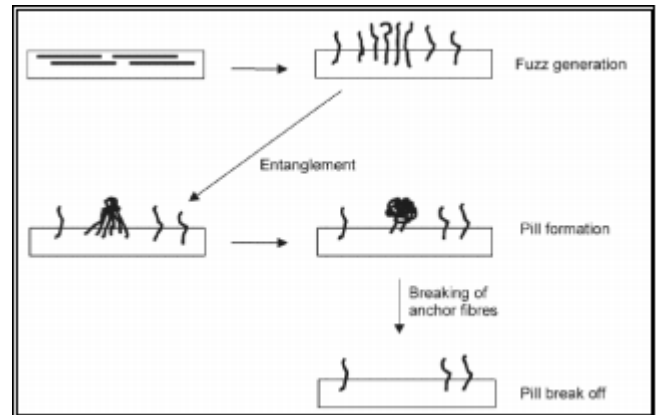 Fuzz generation
Entanglement
Pill formation
Breaking of
anchor fibres
Pill break off